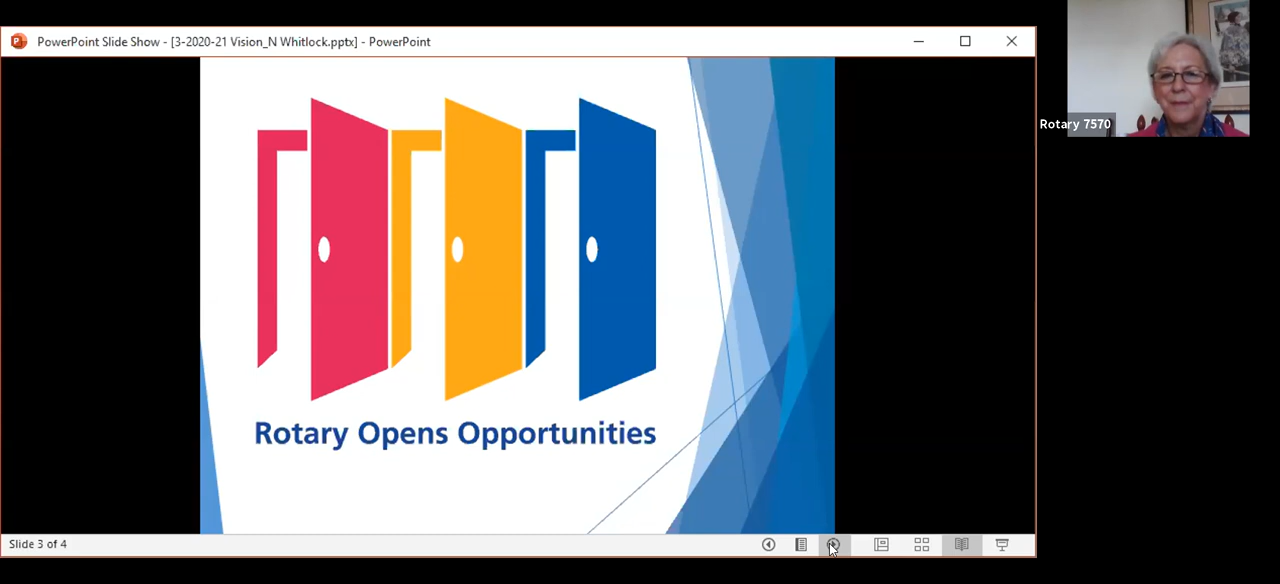 PowerPoint Slide Show - [3-2020-21 Vision_N Whitlock.pptx] - PowerPoint
Rotary 7570
Rotary Opens Opportunities
Slide 3 of 4